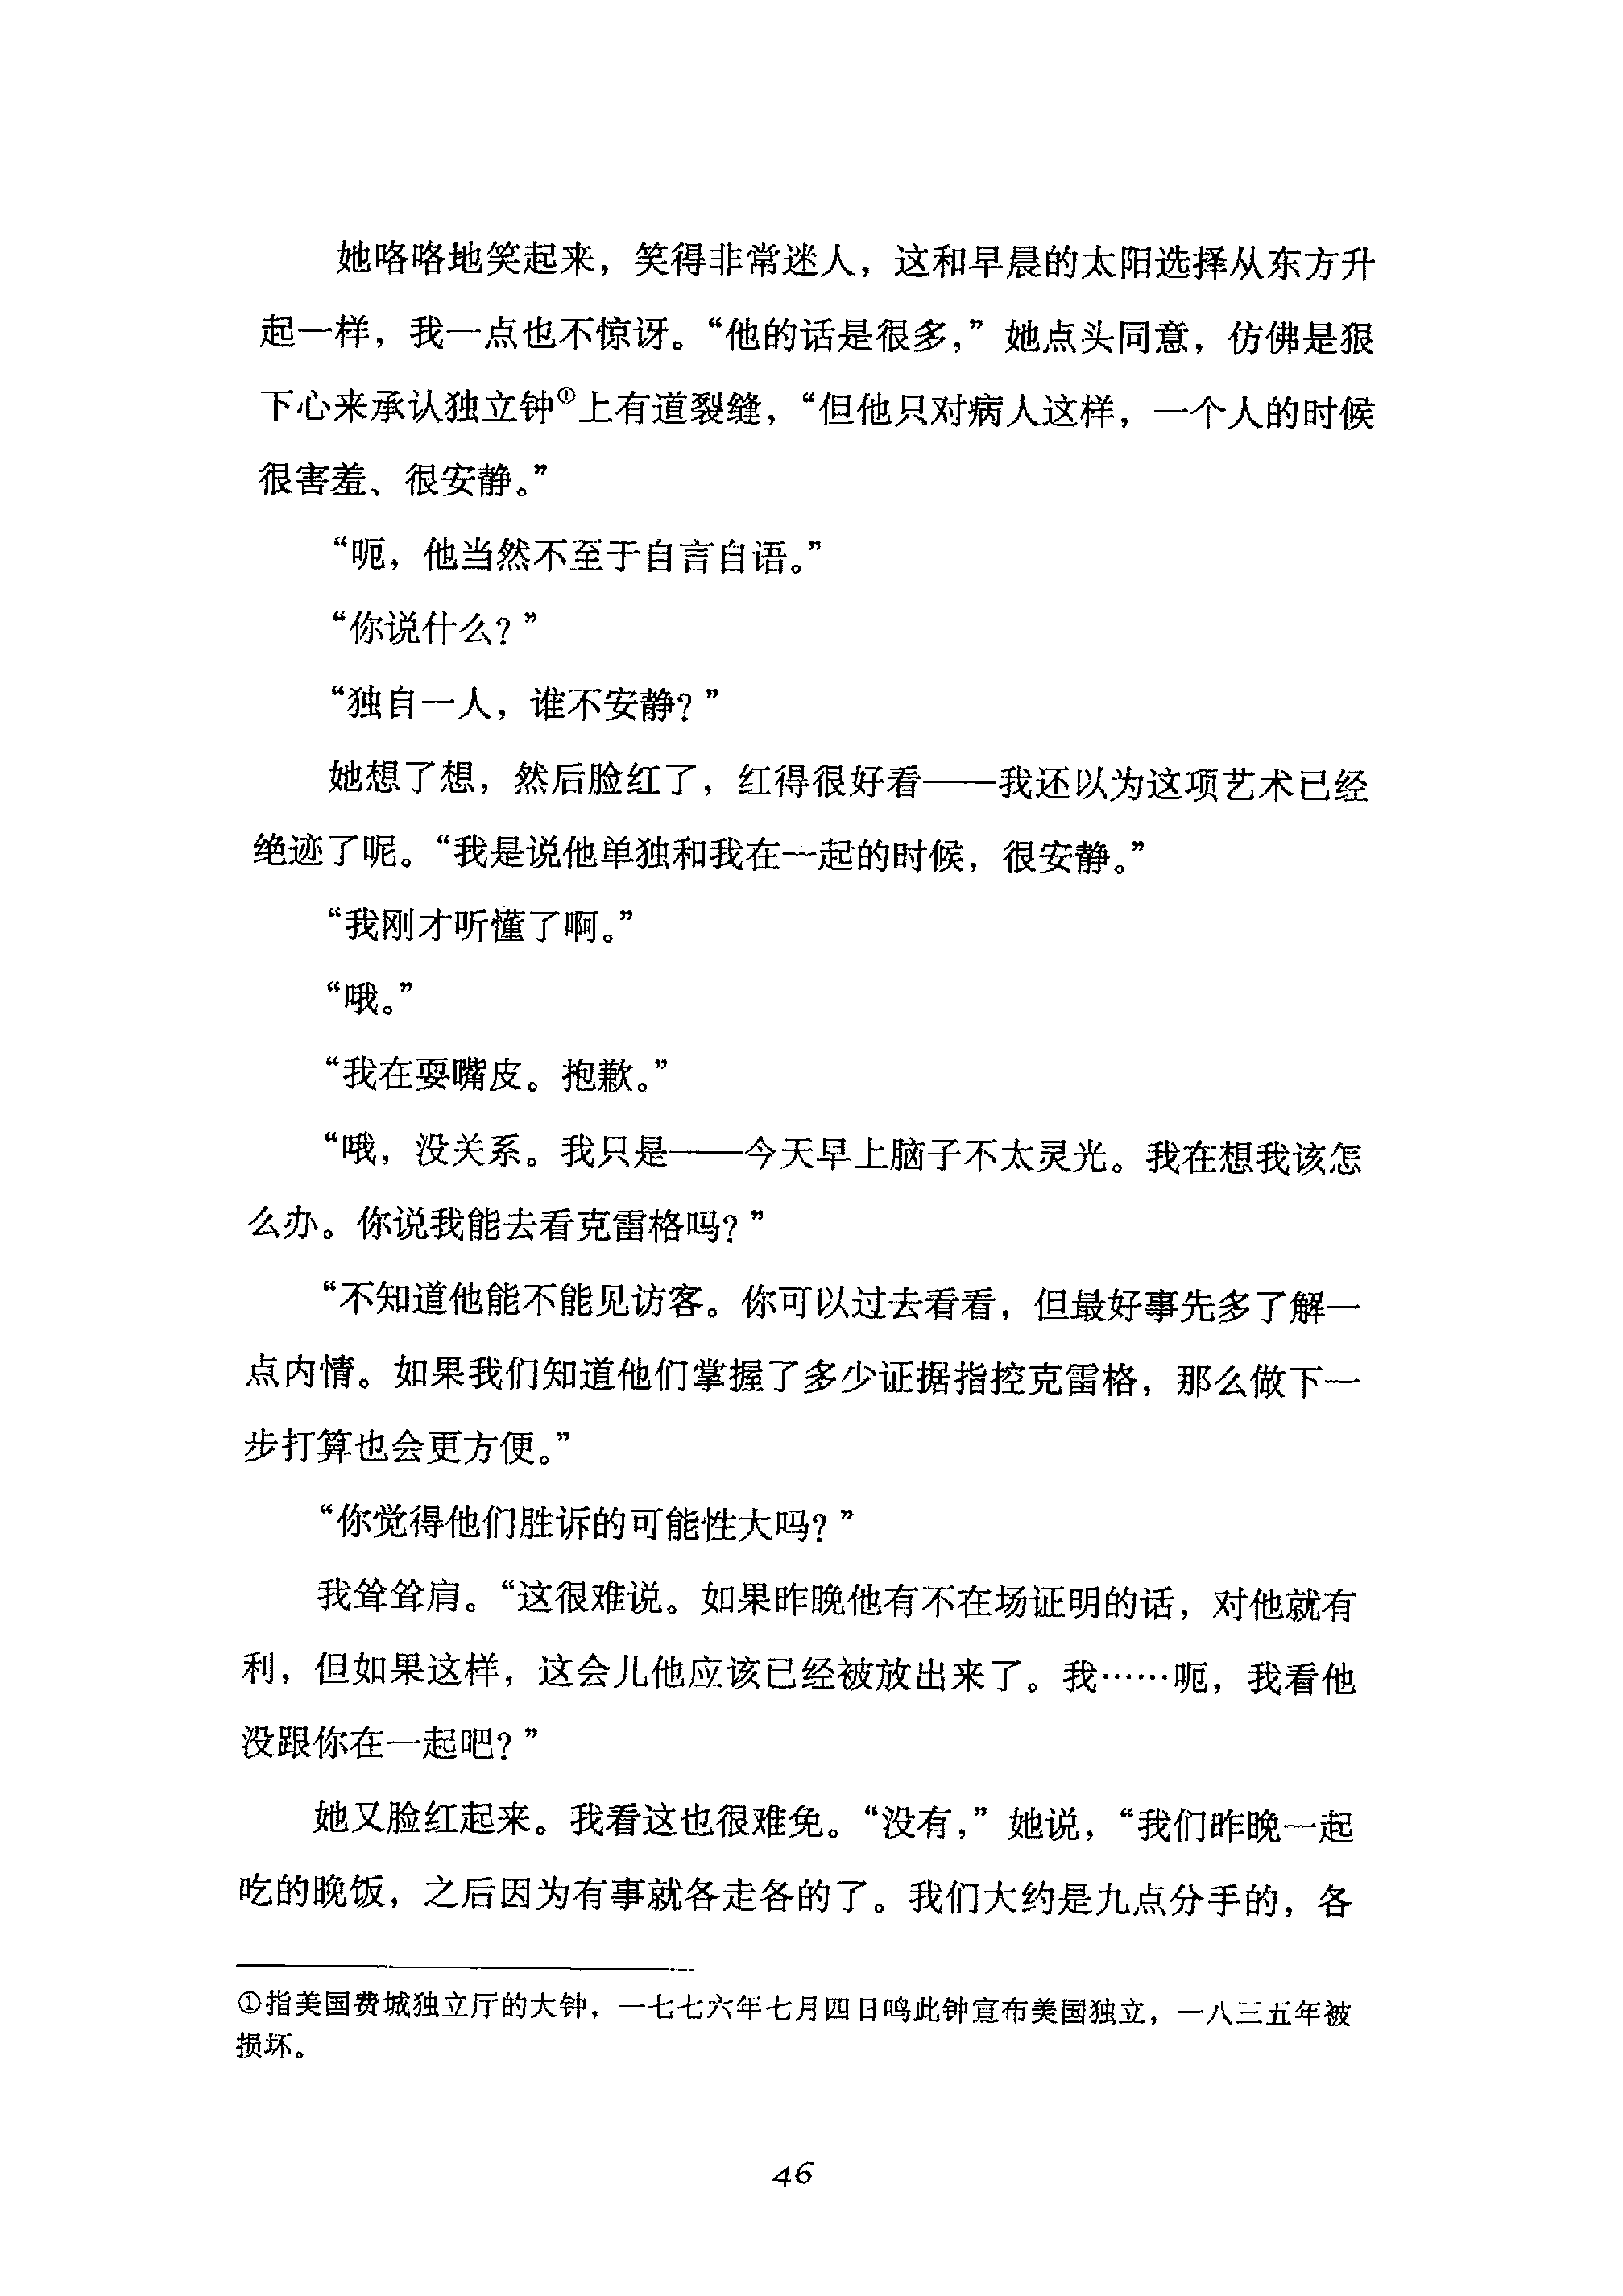 她咯咯地笑起来，笑得非常迷人，这和早晨的太阳选择从东方升
起一样，我一点也不惊讶。“他的话是很多，”她点头同意，仿佛是狠
下心来承认独立钟①上有道裂缝，“但他只对病人这样，一个人的时候
很害羞、很安静。”
“呃，他当然不至于自言自语。”
“你说什么？”
“独自一人，谁不安静？”
她想了想，然后脸红了，红得很好看——我还以为这项艺术已经
绝迹了呢。“我是说他单独和我在一起的时候，很安静。”
“我刚才听懂了啊。”
“哦。”
“我在耍嘴皮。抱歉。”
“哦，没关系。我只是——今天早上脑子不太灵光。我在想我该怎
么办。你说我能去看克雷格吗？”
“不知道他能不能见访客。你可以过去看看，但最好事先多了解一
点内情。如果我们知道他们掌握了多少证据指控克雷格，那么做下一
步打算也会更方便。”
“你觉得他们胜诉的可能性大吗？”
我耸耸肩。“这很难说。如果昨晚他有不在场证明的话，对他就有
利，但如果这样，这会儿他应该已经被放出来了。我……呃，我看他
没跟你在一起吧？”
她又脸红起来。我看这也很难免。“没有，”她说，“我们昨晚一起
吃的晚饭，之后因为有事就各走各的了。我们大约是九点分手的，各
①指美国费城独立厅的大钟，一七七六年七月四日鸣此钟宣布美国独立，一八三五年被
损坏。
46